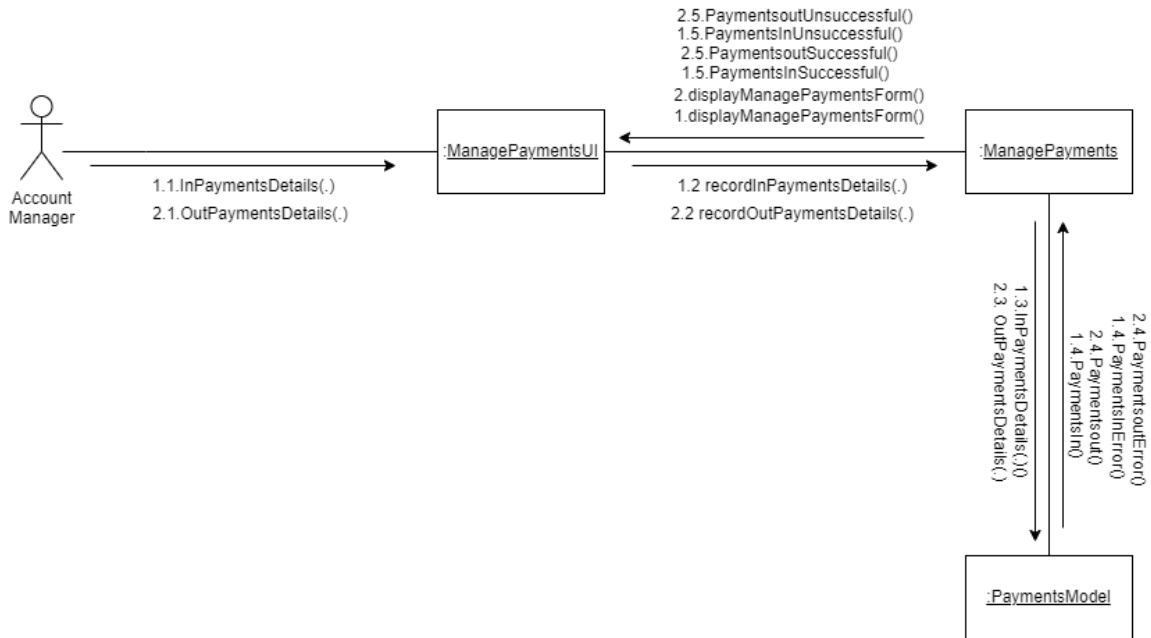 2.5.PaymentsoutUnsuccessful()
1.5.PaymentsInUnsuccessful()
2.5.PaymentsoutSuccessful()
1.5.PaymentsInSuccessful()
2.displayManagePaymentsForm()
1.displayManagePaymentsForm()
:ManagePaymentsUI
:ManagePayments
1.1.InPaymentsDetails(.)
2.1.OutPaymentsDetails(.)
1.2 recordInPaymentsDetails(.)
2.2 recordOutPaymentsDetails(.)
Account
Manager
1.3.InPaymentsDetails(.)()
2.3. OutPaymentsDetails(.)
2.4.PaymentsoutError()
1.4.PaymentsInError()
2.4.Paymentsout()
1.4.PaymentsIn()
:PaymentsModel